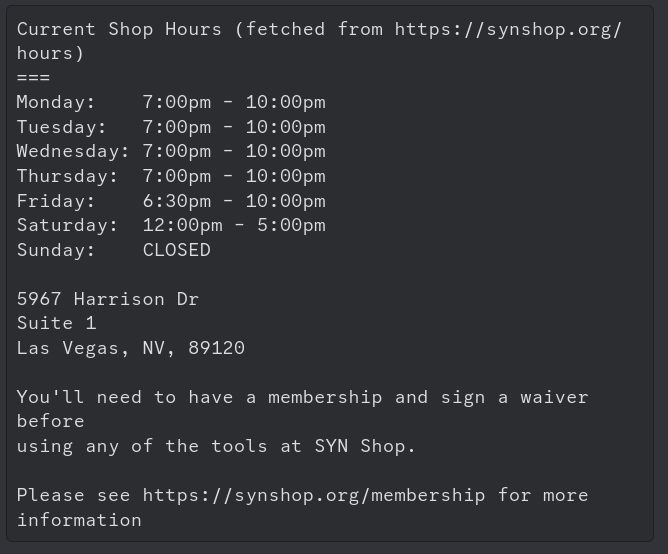 Current Shop Hours (fetched from https://synshop.org/
hours)
===
Monday:    7:00pm - 10:00pm
Tuesday:   7:00pm - 10:00pm
Wednesday: 7:00pm - 10:00pm
Thursday:  7:00pm - 10:00pm
Friday:    6:30pm - 10:00pm
Saturday:  12:00pm - 5:00pm
Sunday:    CLOSED

5967 Harrison Dr
Suite 1
Las Vegas, NV, 89120

You'll need to have a membership and sign a waiver
before
using any of the tools at SYN Shop.

Please see https://synshop.org/membership for more
information